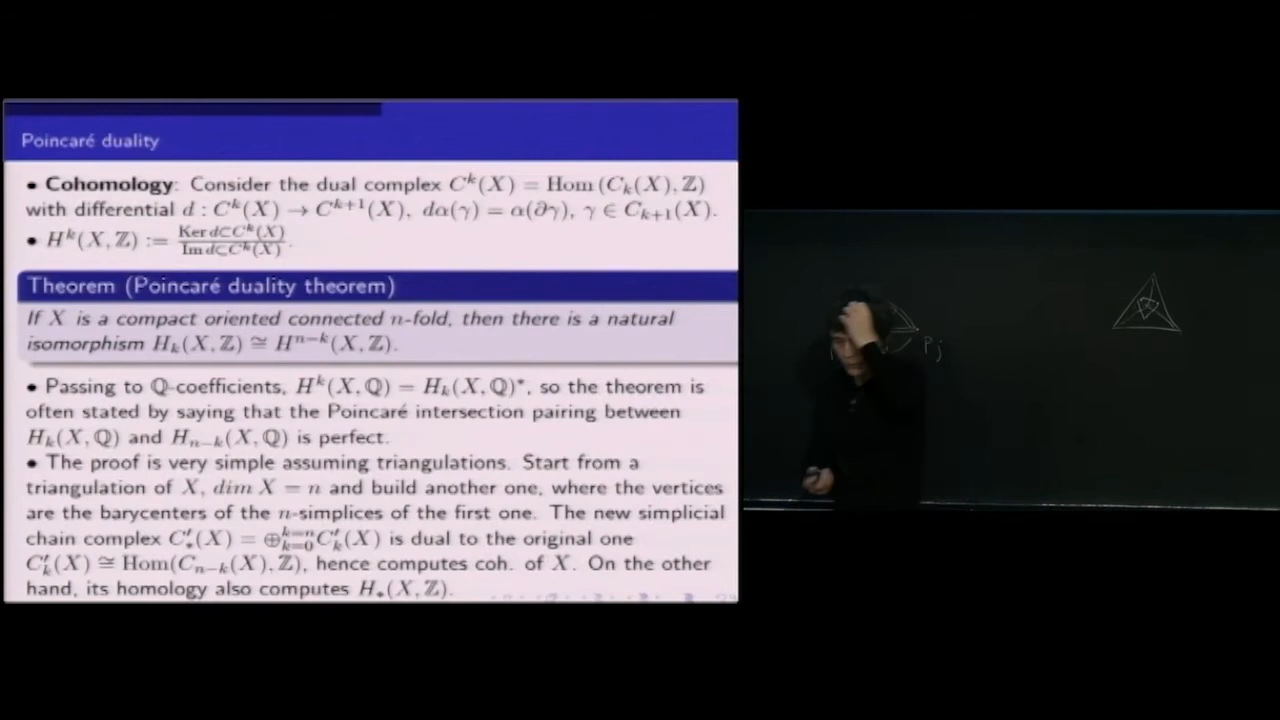 Poincaré duality
• Cohomology: Consider the dual complex C^k(X) = Hom (C_k(X), ℤ)
with differential d : C^k(X) → C^{k+1}(X), dα(γ) = α(∂γ), γ ∈ C_{k+1}(X).
• H^k(X, ℤ) := Ker d⊂C^k(X) / Im d⊂C^k(X).
Theorem (Poincaré duality theorem)
If X is a compact oriented connected n-fold, then there is a natural
isomorphism H_k(X, ℤ) ≅ H^{n−k}(X, ℤ).
• Passing to ℚ-coefficients, H^k(X, ℚ) = H_k(X, ℚ)*, so the theorem is
often stated by saying that the Poincaré intersection pairing between
H_k(X, ℚ) and H_{n−k}(X, ℚ) is perfect.
• The proof is very simple assuming triangulations. Start from a
triangulation of X, dim X = n and build another one, where the vertices
are the barycenters of the n-simplices of the first one. The new simplicial
chain complex C′_*(X) = ⊕_{k=0}^{k=n} C′_k(X) is dual to the original one
C′_k(X) ≅ Hom(C_{n−k}(X), ℤ), hence computes coh. of X. On the other
hand, its homology also computes H_*(X, ℤ).
Pj